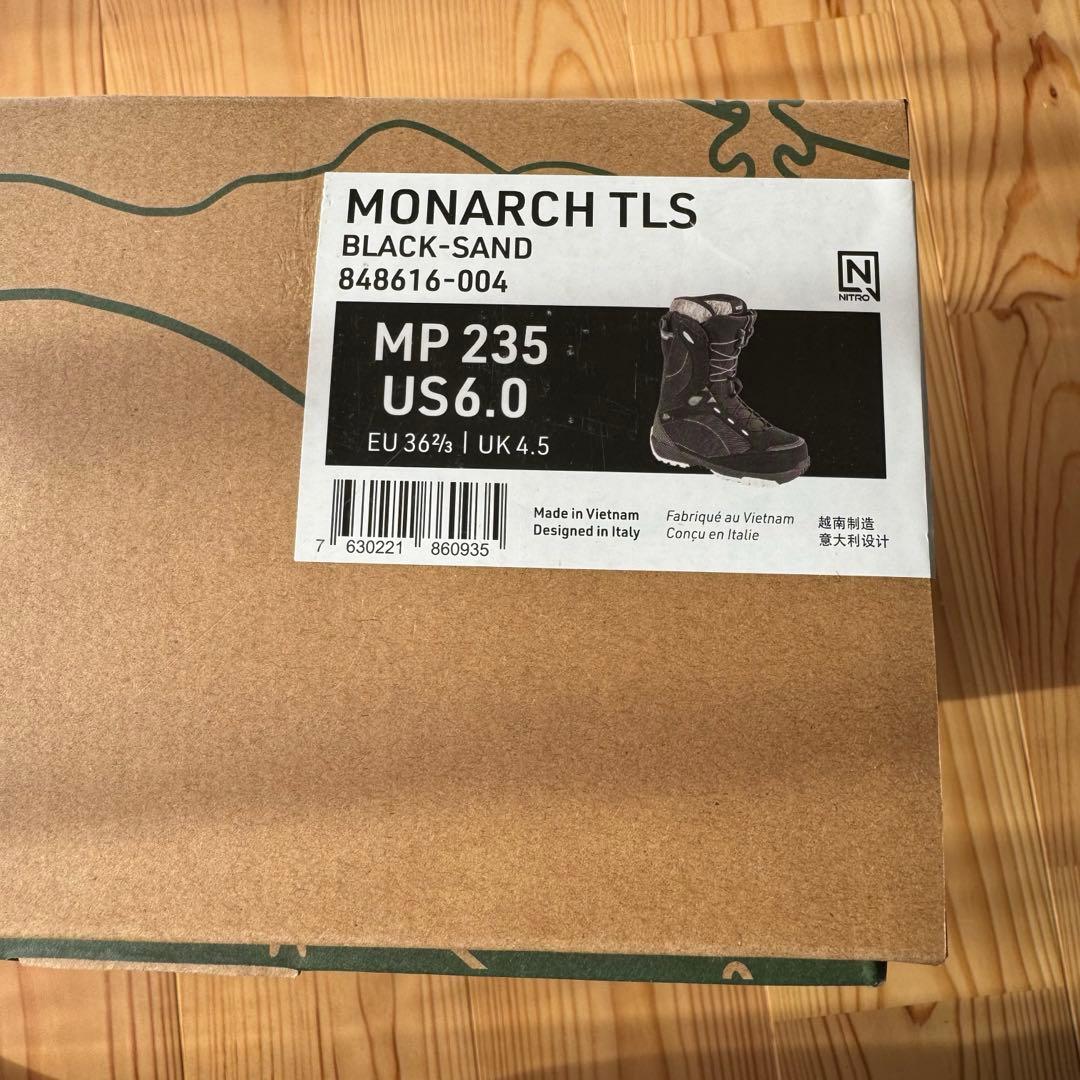 MONARCH TLS
BLACK-SAND
848616-004
NITRO
MP 235
US6.0
EU 36⅔ | UK 4.5
7 630221 860935
Made in Vietnam
Designed in Italy
Fabriqué au Vietnam
Conçu en Italie
越南制造
意大利设计